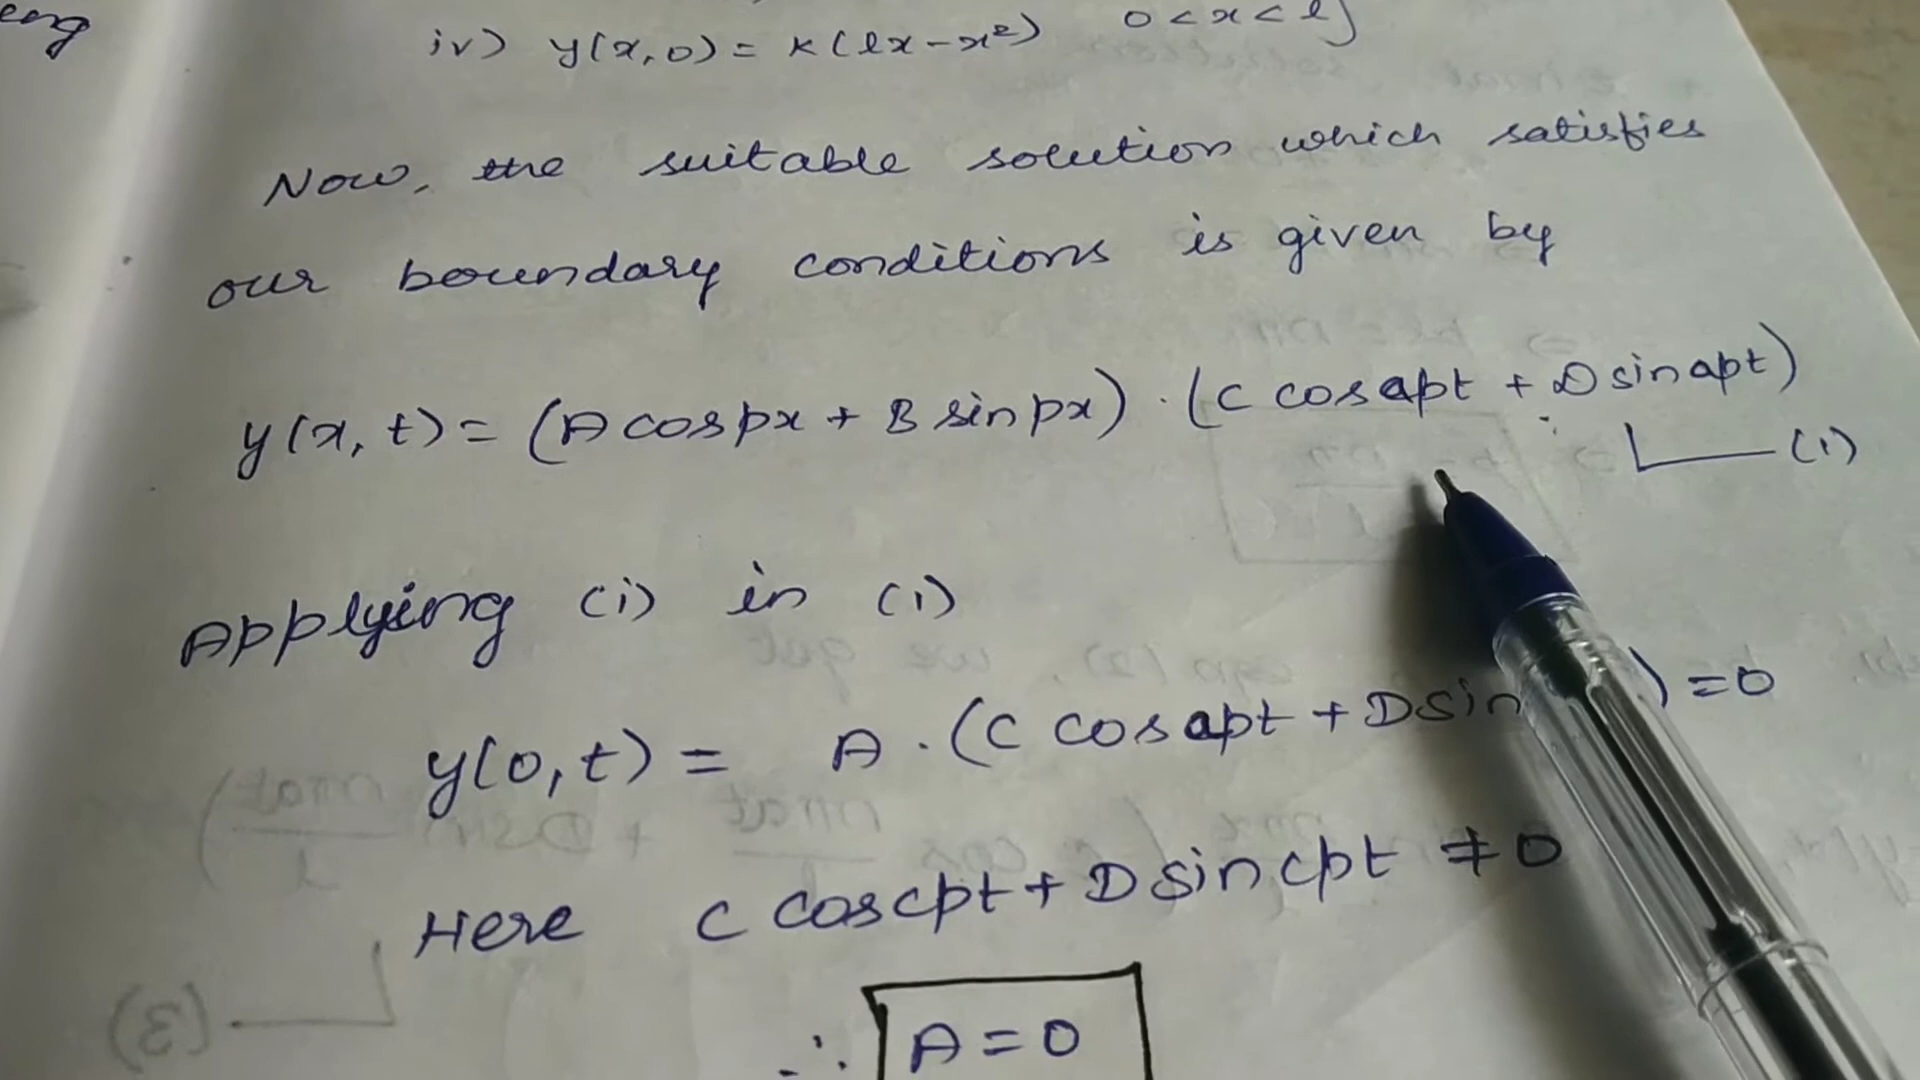 iv) y(x,0) = k(lx-x²) 0<x<l}
Now, the suitable solution which satisfies
our boundary conditions is given by
y(x,t) = (A cospx + B sinpx) · (C cosapt + D sinapt)
(1)
Applying (i) in (1)
y(0,t) = A · (C cosapt + Dsin ) = 0
Here C coscpt + D sincpt ≠ 0
∴ A = 0